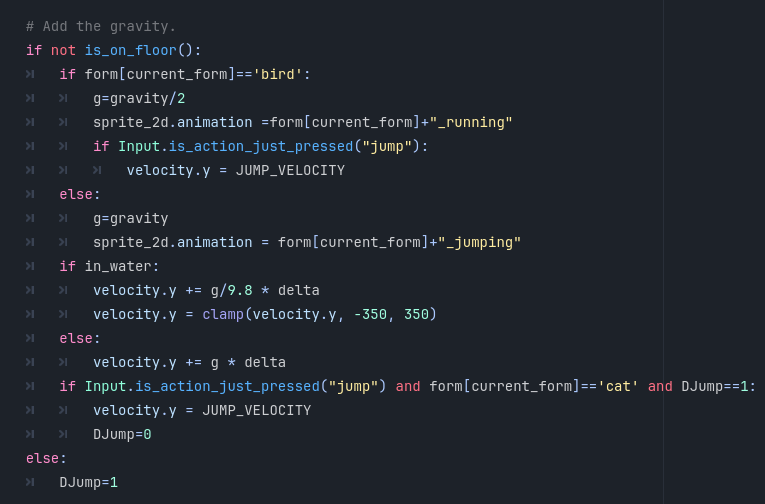 # Add the gravity.
if not is_on_floor():
    if form[current_form]=='bird':
        g=gravity/2
        sprite_2d.animation =form[current_form]+"_running"
        if Input.is_action_just_pressed("jump"):
            velocity.y = JUMP_VELOCITY
    else:
        g=gravity
        sprite_2d.animation = form[current_form]+"_jumping"
    if in_water:
        velocity.y += g/9.8 * delta
        velocity.y = clamp(velocity.y, -350, 350)
    else:
        velocity.y += g * delta
    if Input.is_action_just_pressed("jump") and form[current_form]=='cat' and DJump==1:
        velocity.y = JUMP_VELOCITY
        DJump=0
else:
    DJump=1